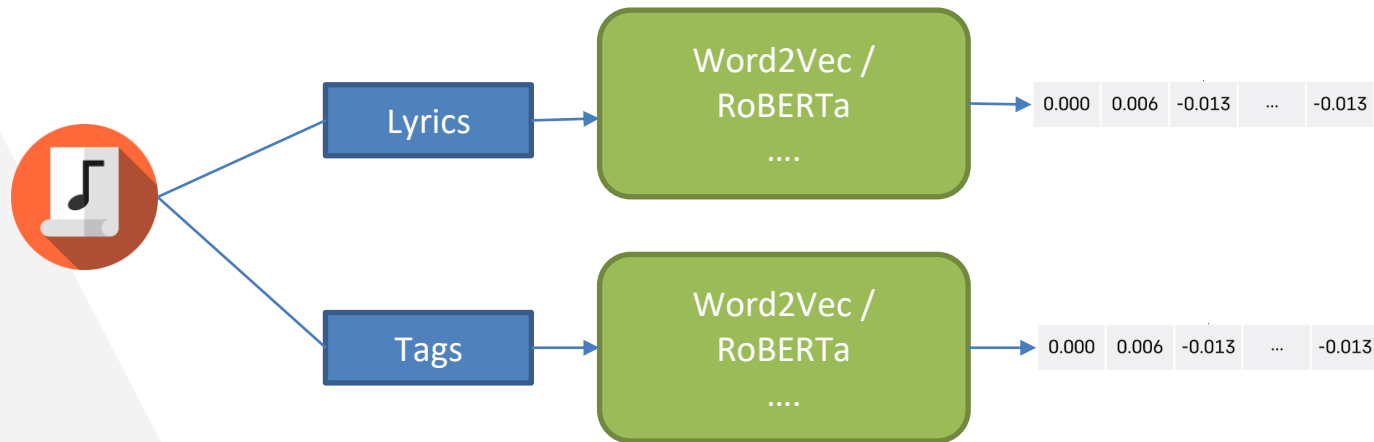 Lyrics
Word2Vec /
RoBERTa
....
0.000 0.006 -0.013 ... -0.013
Tags
Word2Vec /
RoBERTa
....
0.000 0.006 -0.013 ... -0.013